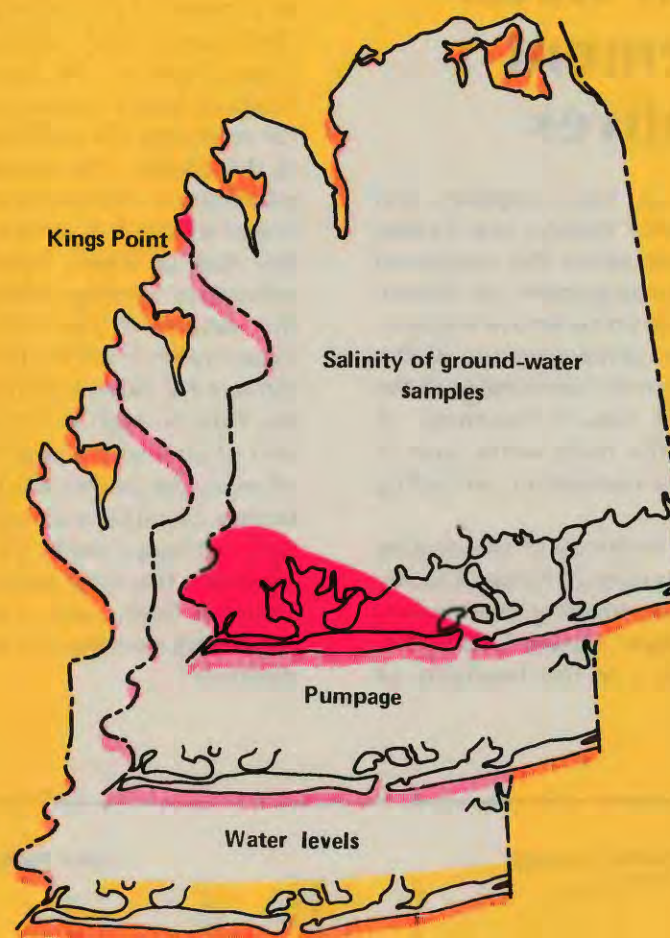 Kings Point
Salinity of ground-water
samples
Pumpage
Water levels